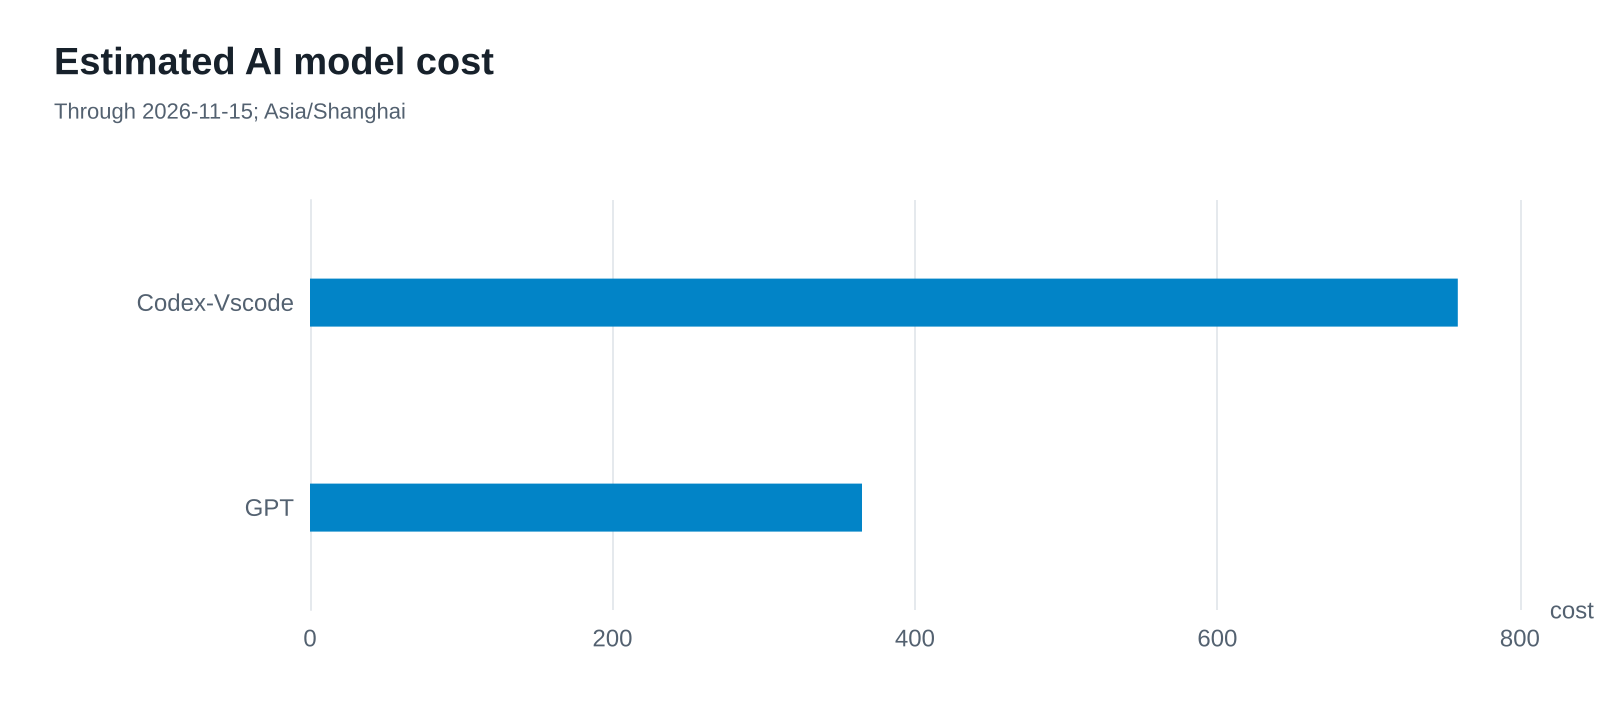 Estimated AI model cost
Through 2026-11-15; Asia/Shanghai
Codex-Vscode
GPT
cost
0 200 400 600 800